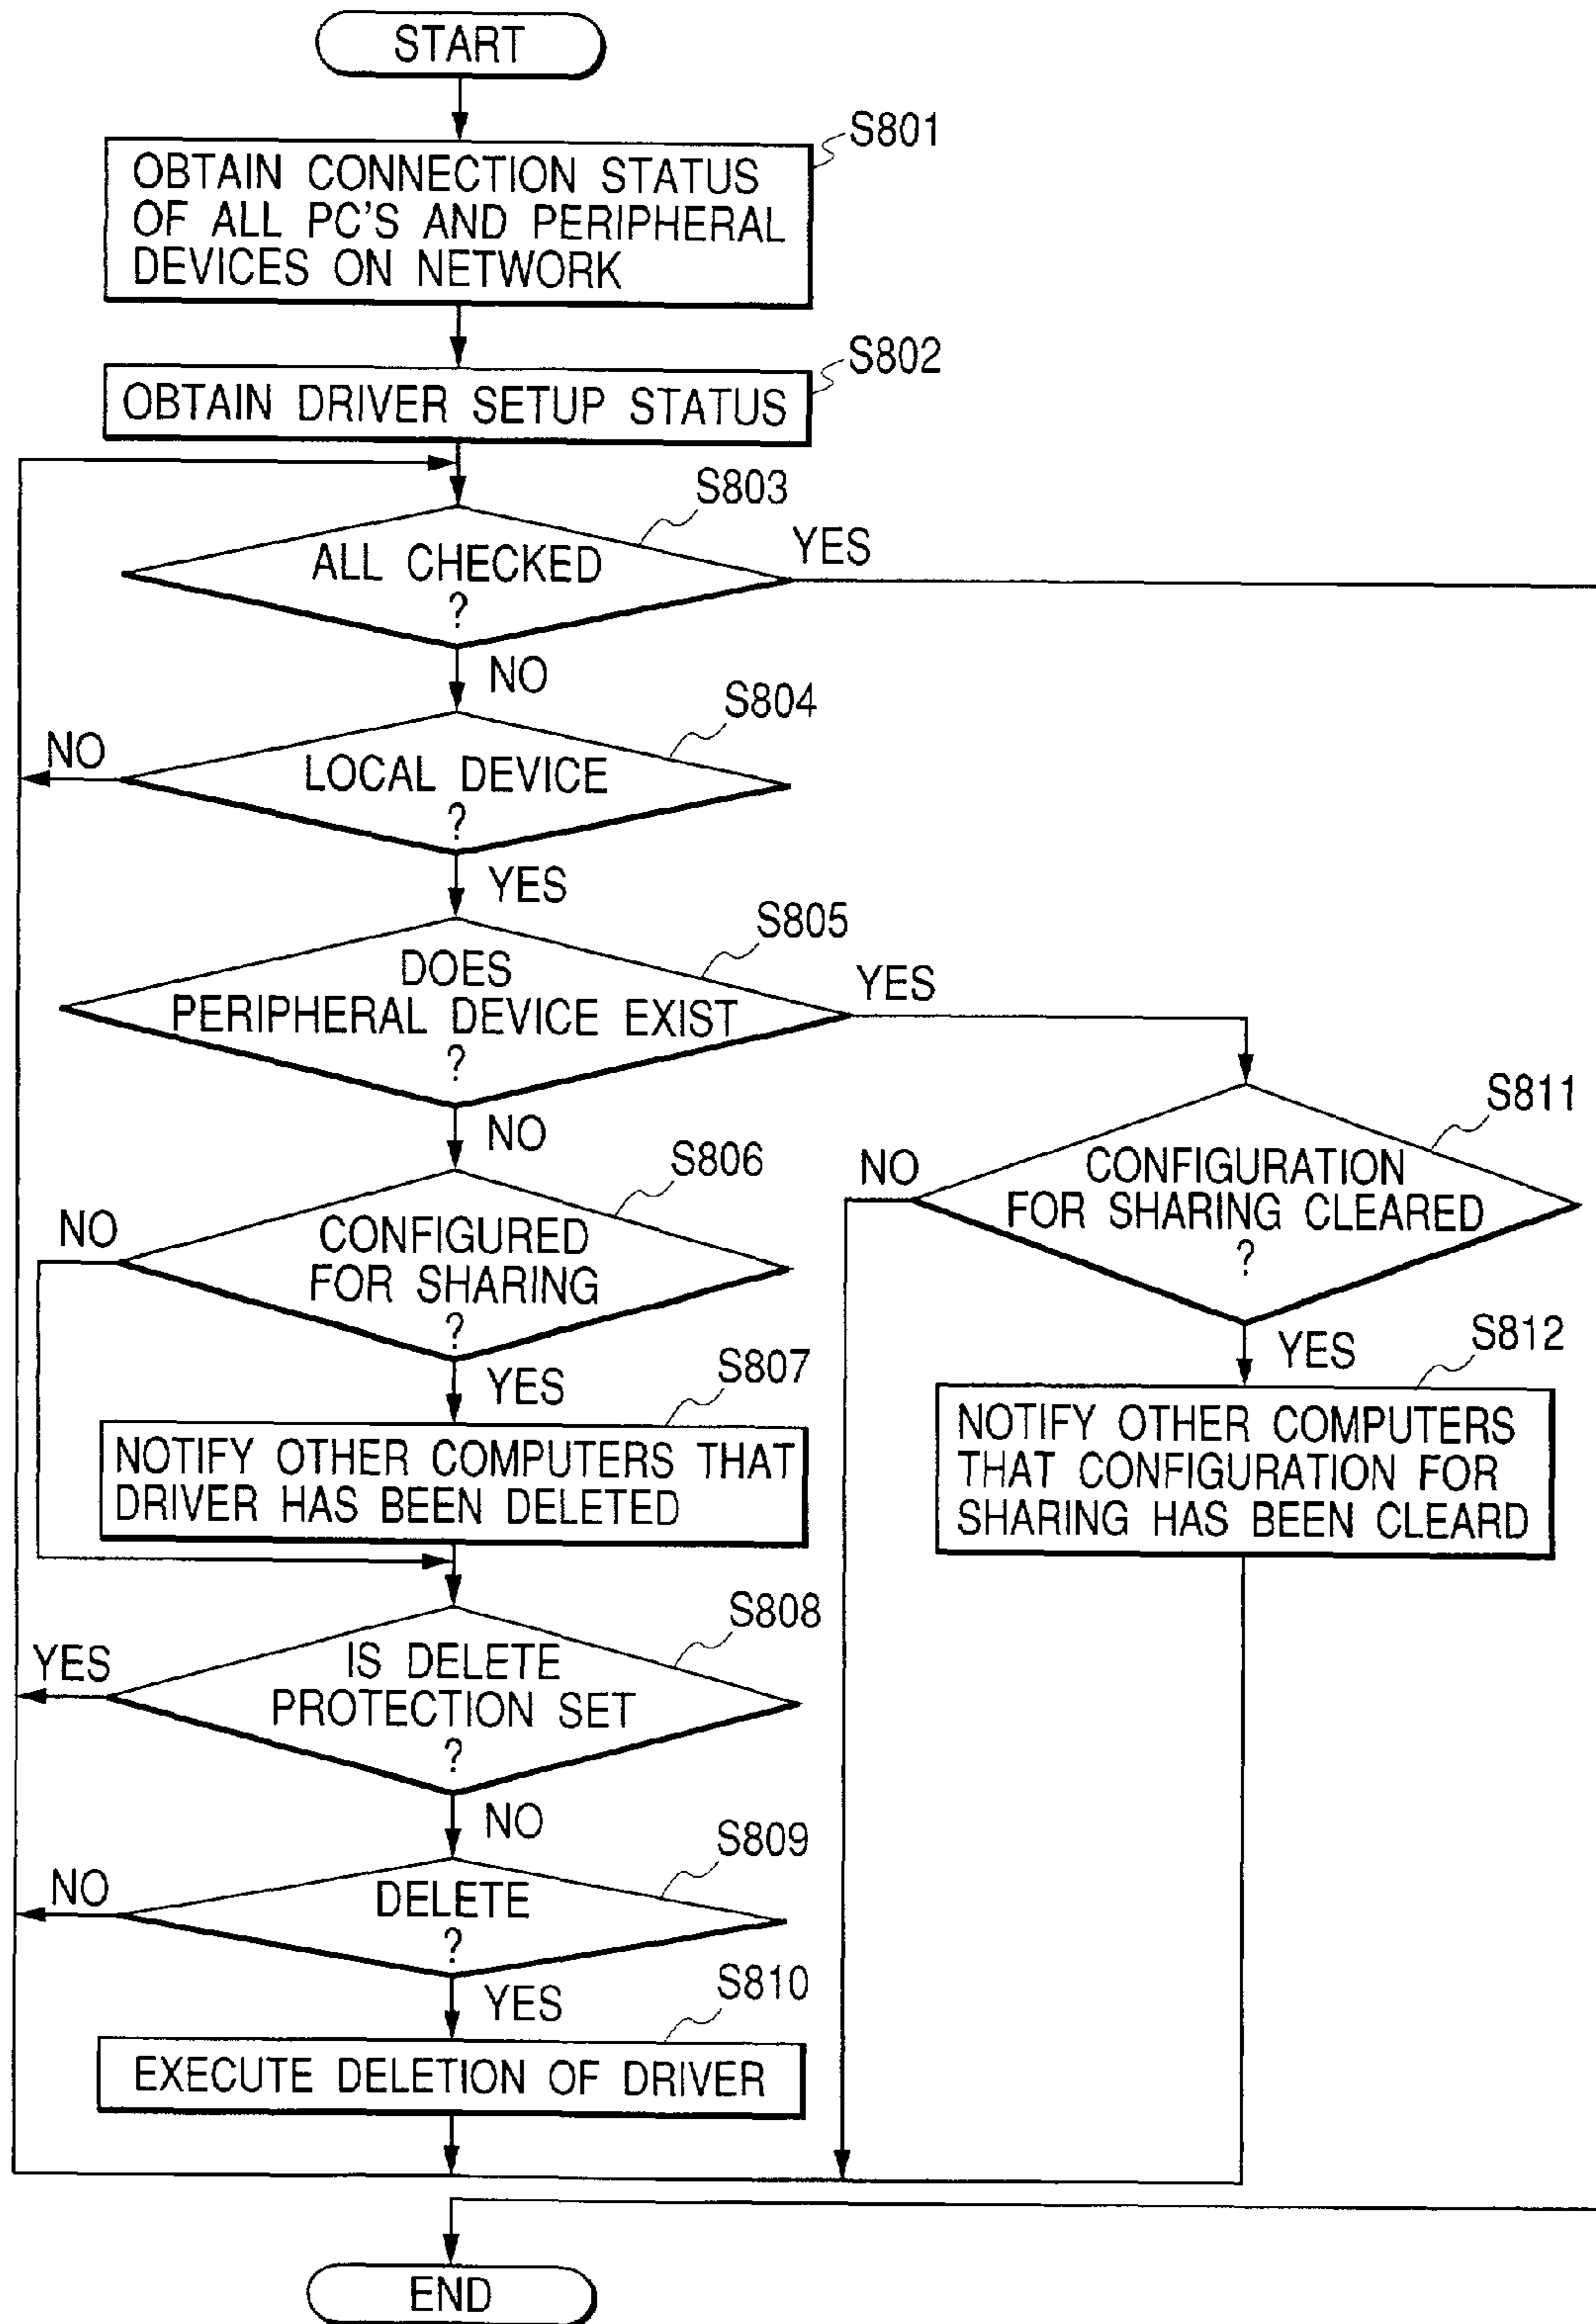 START
S801
OBTAIN CONNECTION STATUS
OF ALL PC'S AND PERIPHERAL
DEVICES ON NETWORK
S802
OBTAIN DRIVER SETUP STATUS
S803
ALL CHECKED
?
YES
NO
S804
LOCAL DEVICE
?
NO
YES
S805
DOES
PERIPHERAL DEVICE EXIST
?
YES
NO
S806
CONFIGURED
FOR SHARING
?
NO
YES
S811
CONFIGURATION
FOR SHARING CLEARED
?
NO
YES
S807
NOTIFY OTHER COMPUTERS THAT
DRIVER HAS BEEN DELETED
S812
NOTIFY OTHER COMPUTERS
THAT CONFIGURATION FOR
SHARING HAS BEEN CLEARD
S808
IS DELETE
PROTECTION SET
?
YES
NO
S809
DELETE
?
NO
YES
S810
EXECUTE DELETION OF DRIVER
END